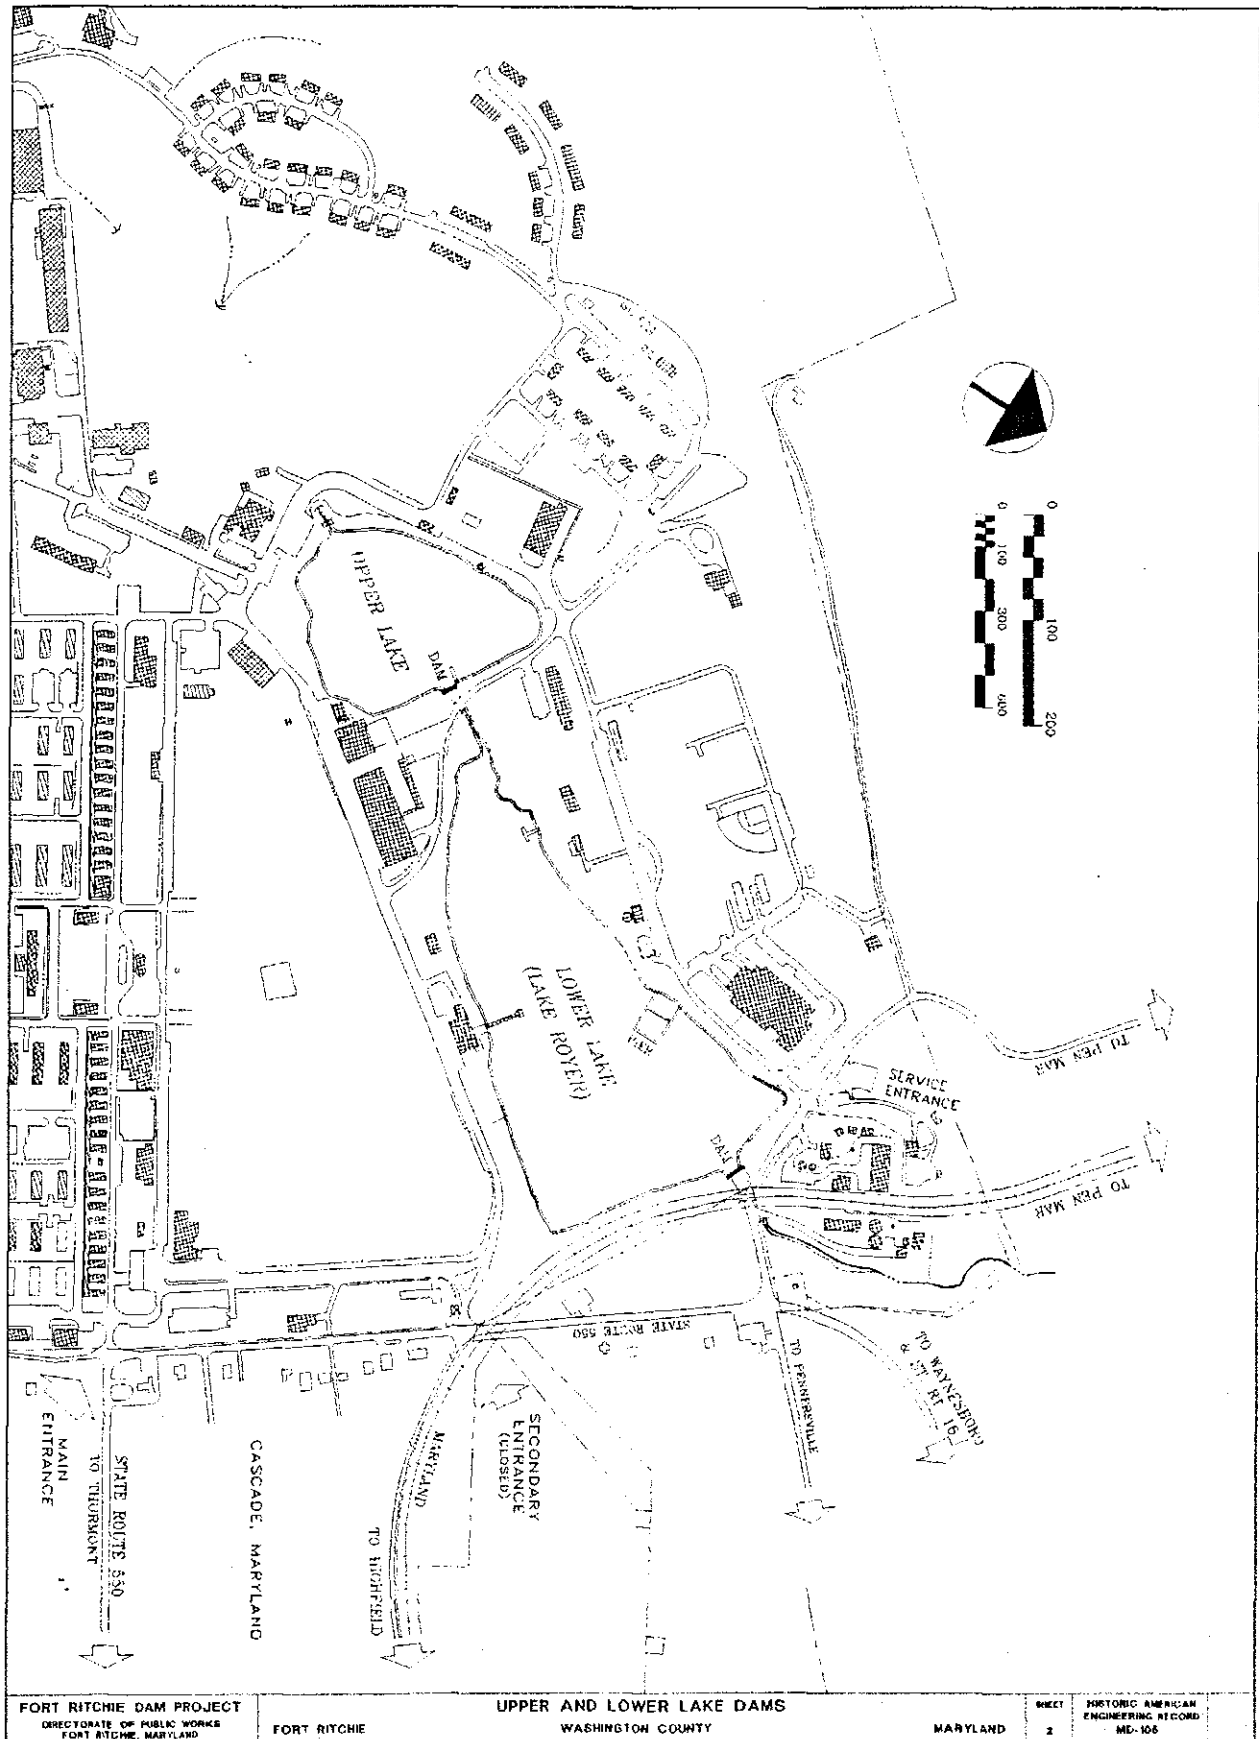 UPPER LAKE
DAM
LOWER LAKE
(LAKE ROYER)
DAM
0
100
300
600
0
100
200
TO PEN MAR
SERVICE
ENTRANCE
TO PEN MAR
STATE ROUTE 550
TO PENNERSVILLE
TO WAYNESBORO
ST RT 16
SECONDARY
ENTRANCE
(CLOSED)
MARYLAND
TO HIGHFIELD
CASCADE, MARYLAND
STATE ROUTE 550
TO THURMONT
MAIN
ENTRANCE
FORT RITCHIE DAM PROJECT
DIRECTORATE OF PUBLIC WORKS
FORT RITCHIE, MARYLAND
FORT RITCHIE
UPPER AND LOWER LAKE DAMS
WASHINGTON COUNTY
MARYLAND
SHEET
2
HISTORIC AMERICAN
ENGINEERING RECORD
MD-106